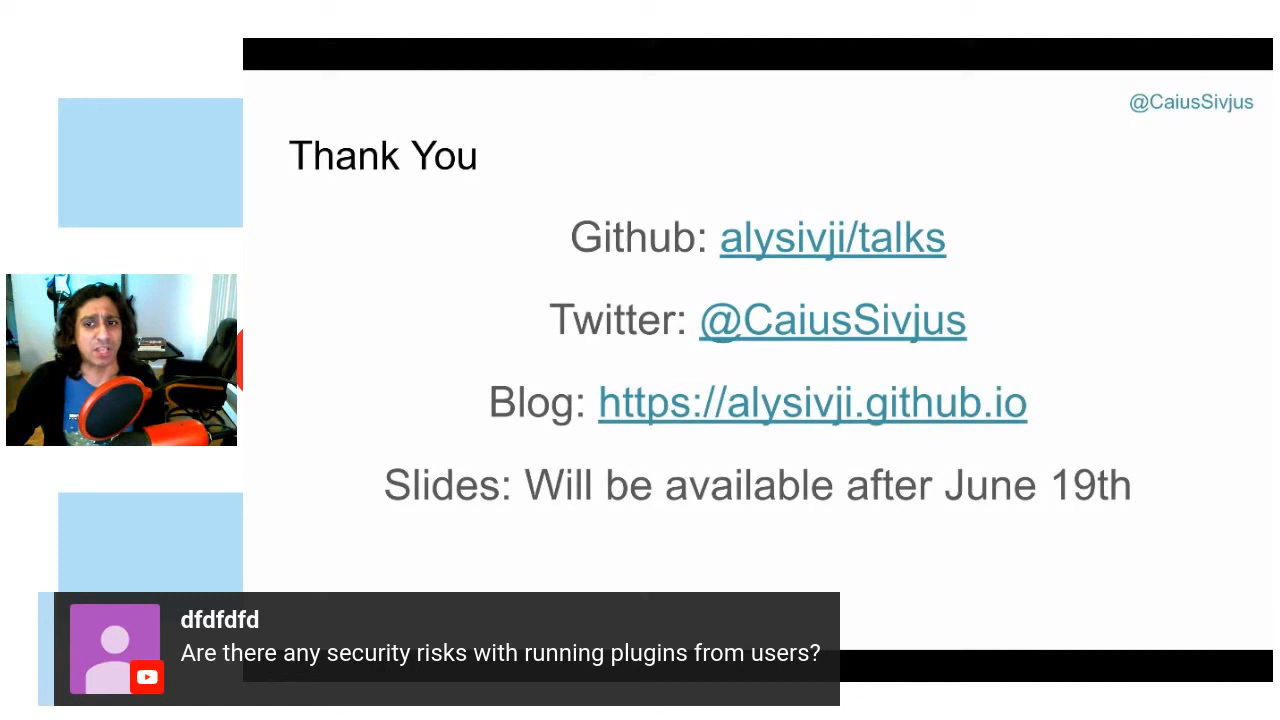 @CaiusSivjus
Thank You
Github: alysivji/talks
Twitter: @CaiusSivjus
Blog: https://alysivji.github.io
Slides: Will be available after June 19th
dfdfdfd
Are there any security risks with running plugins from users?